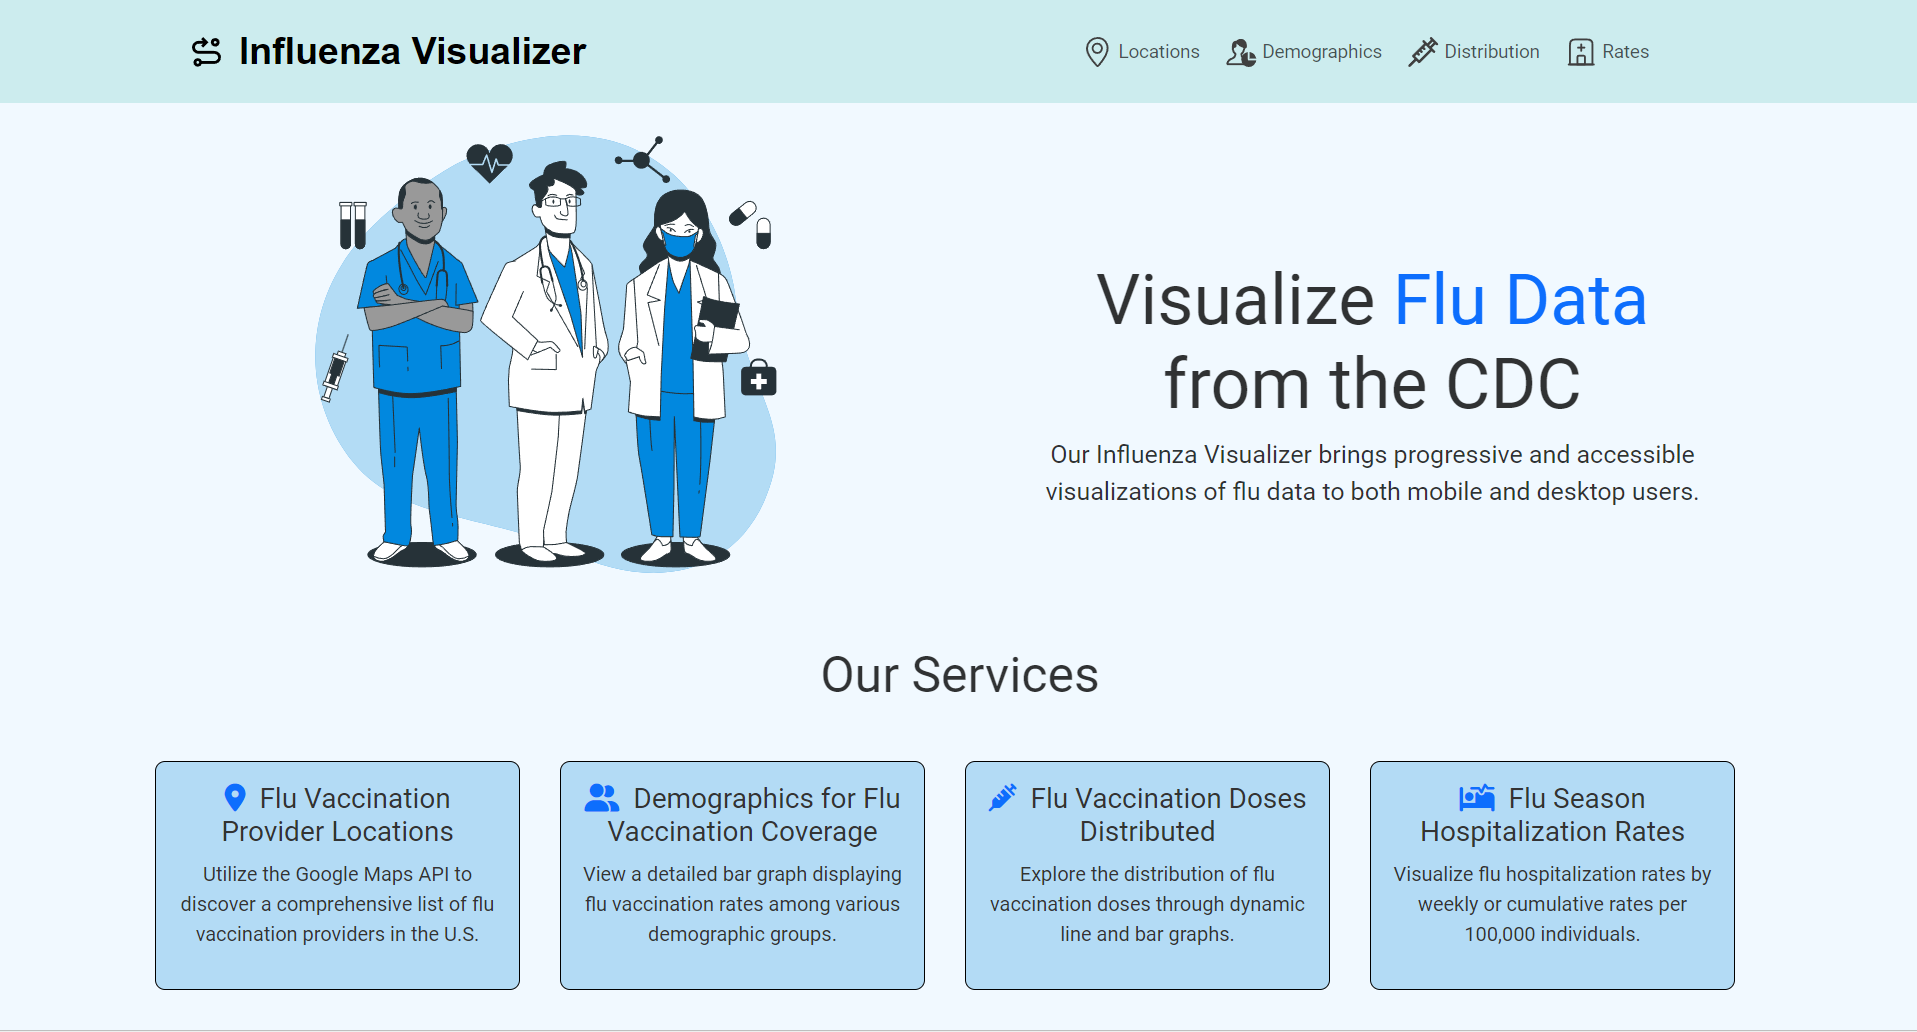 Influenza Visualizer
Locations
Demographics
Distribution
Rates
Visualize Flu Data
from the CDC
Our Influenza Visualizer brings progressive and accessible
visualizations of flu data to both mobile and desktop users.
Our Services
Flu Vaccination
Provider Locations
Utilize the Google Maps API to
discover a comprehensive list of flu
vaccination providers in the U.S.
Demographics for Flu
Vaccination Coverage
View a detailed bar graph displaying
flu vaccination rates among various
demographic groups.
Flu Vaccination Doses
Distributed
Explore the distribution of flu
vaccination doses through dynamic
line and bar graphs.
Flu Season
Hospitalization Rates
Visualize flu hospitalization rates by
weekly or cumulative rates per
100,000 individuals.